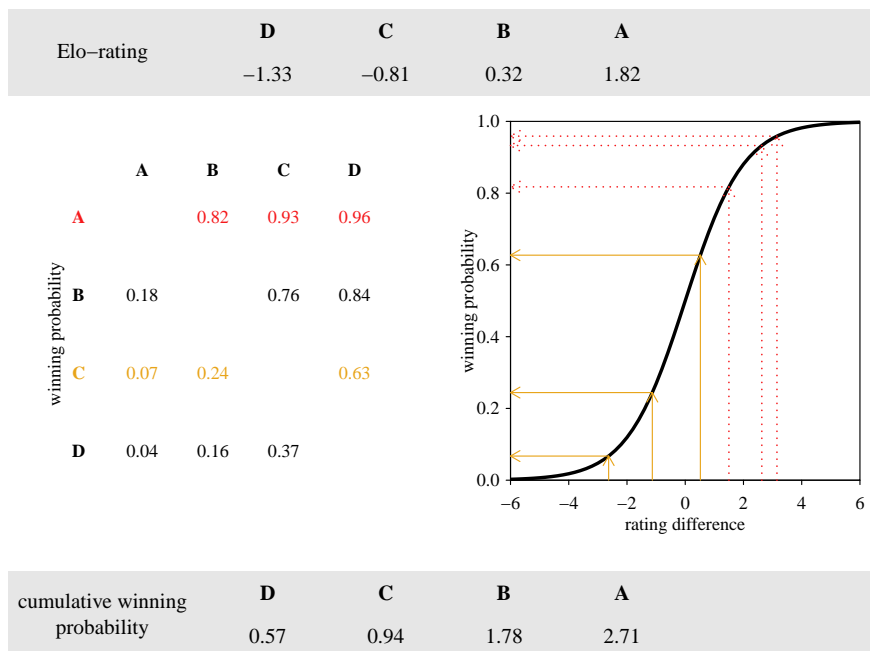 D C B A
Elo−rating
−1.33 −0.81 0.32 1.82
A B C D
A 0.82 0.93 0.96
B 0.18 0.76 0.84
C 0.07 0.24 0.63
D 0.04 0.16 0.37
winning probability
1.0
0.8
0.6
0.4
0.2
0.0
winning probability
−6 −4 −2 0 2 4 6
rating difference
D C B A
cumulative winning
probability
0.57 0.94 1.78 2.71